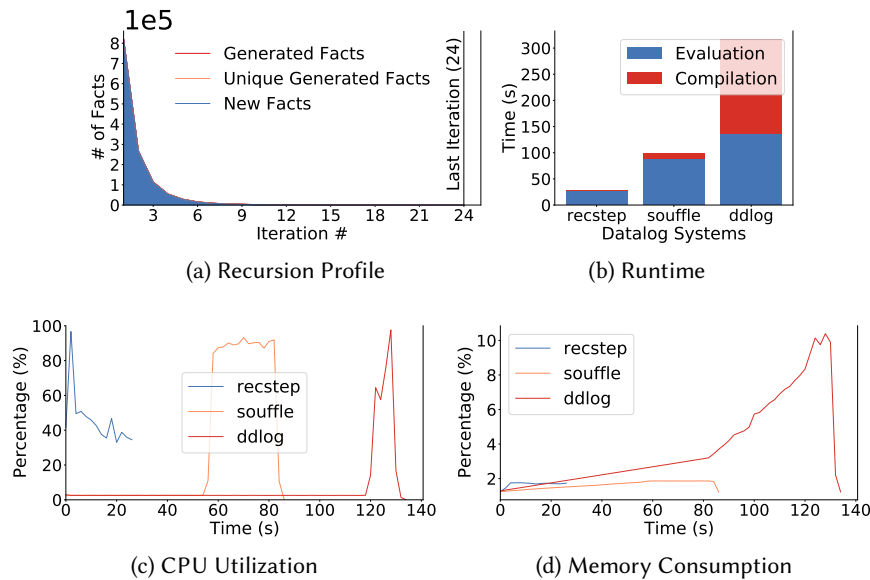 1e5
8
7
6
5
4
3
2
1
0
# of Facts
Generated Facts
Unique Generated Facts
New Facts
Last Iteration (24)
3 6 9 12 15 18 21 24
Iteration #
(a) Recursion Profile
300
250
200
150
100
50
0
Time (s)
Evaluation
Compilation
recstep souffle ddlog
Datalog Systems
(b) Runtime
100
80
60
40
20
0
Percentage (%)
recstep
souffle
ddlog
0 20 40 60 80 100 120 140
Time (s)
(c) CPU Utilization
10
8
6
4
2
Percentage (%)
recstep
souffle
ddlog
0 20 40 60 80 100 120 140
Time (s)
(d) Memory Consumption